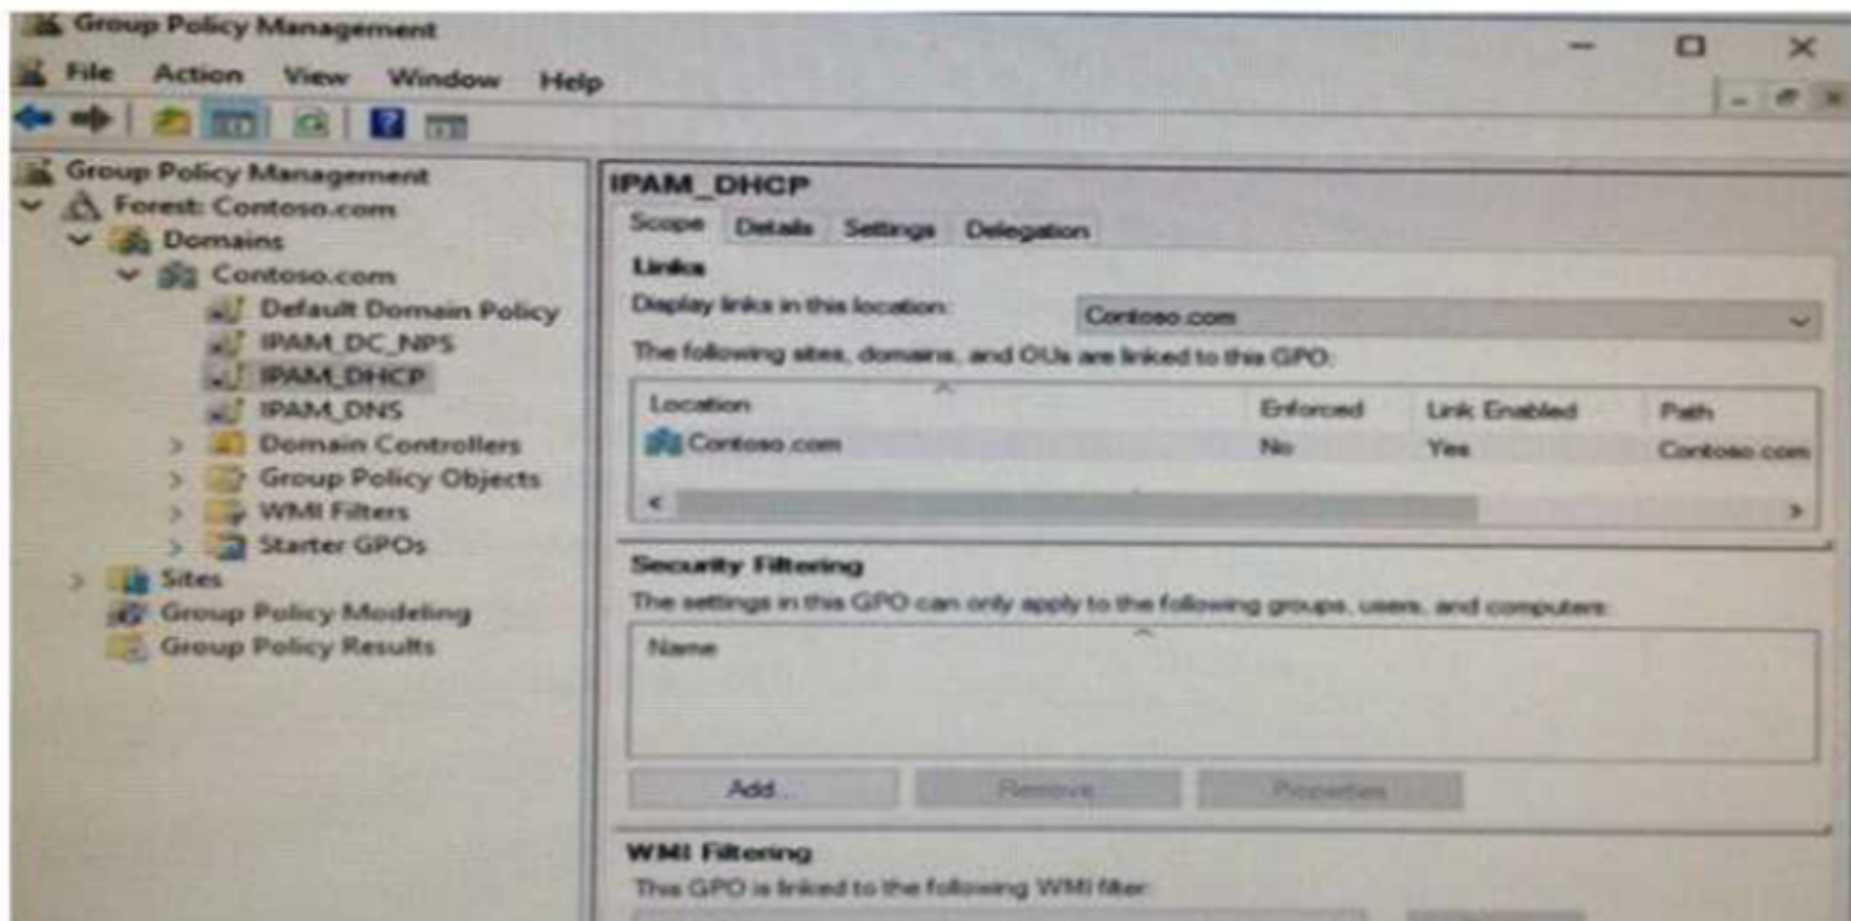 Group Policy Management
File Action View Window Help
Group Policy Management
Forest: Contoso.com
Domains
Contoso.com
Default Domain Policy
IPAM_DC_NPS
IPAM_DHCP
IPAM_DNS
Domain Controllers
Group Policy Objects
WMI Filters
Starter GPOs
Sites
Group Policy Modeling
Group Policy Results
IPAM_DHCP
Scope Details Settings Delegation
Links
Display links in this location: Contoso.com
The following sites, domains, and OUs are linked to this GPO:
Location Enforced Link Enabled Path
Contoso.com No Yes Contoso.com
Security Filtering
The settings in this GPO can only apply to the following groups, users, and computers:
Name
Add... Remove Properties
WMI Filtering
This GPO is linked to the following WMI filter: